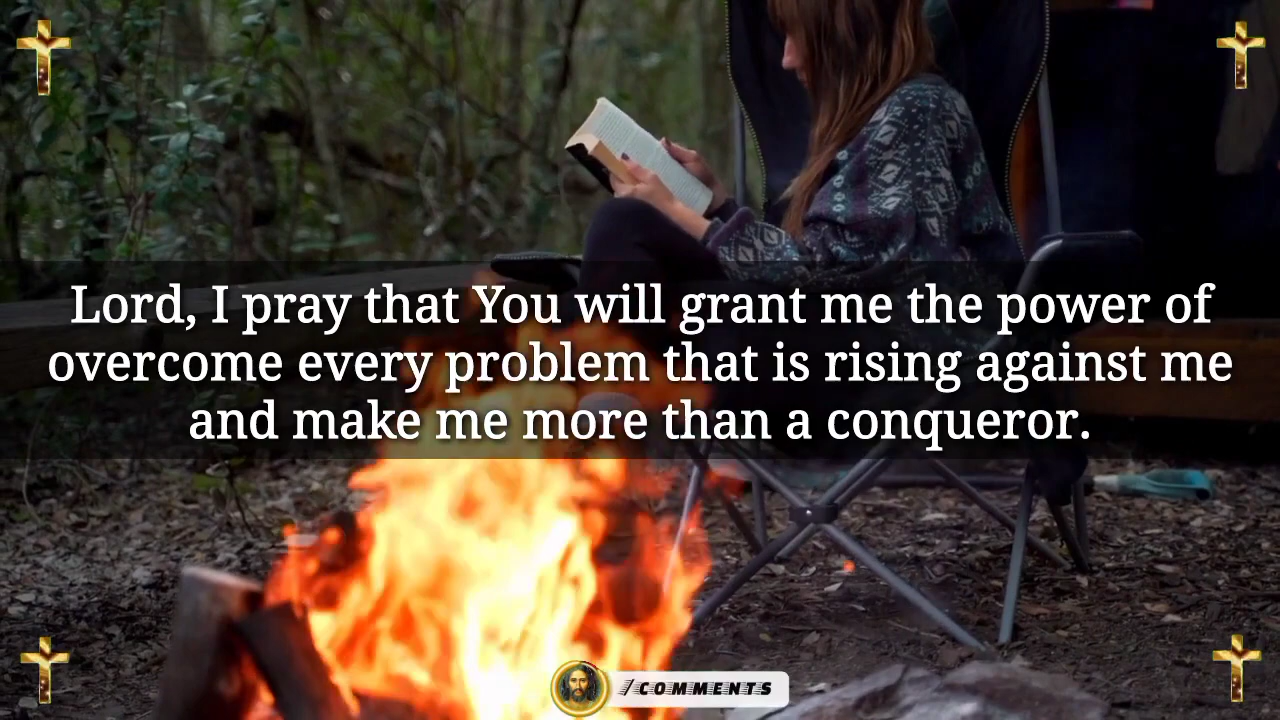 Lord, I pray that You will grant me the power of
overcome every problem that is rising against me
and make me more than a conqueror.
/COMMENTS